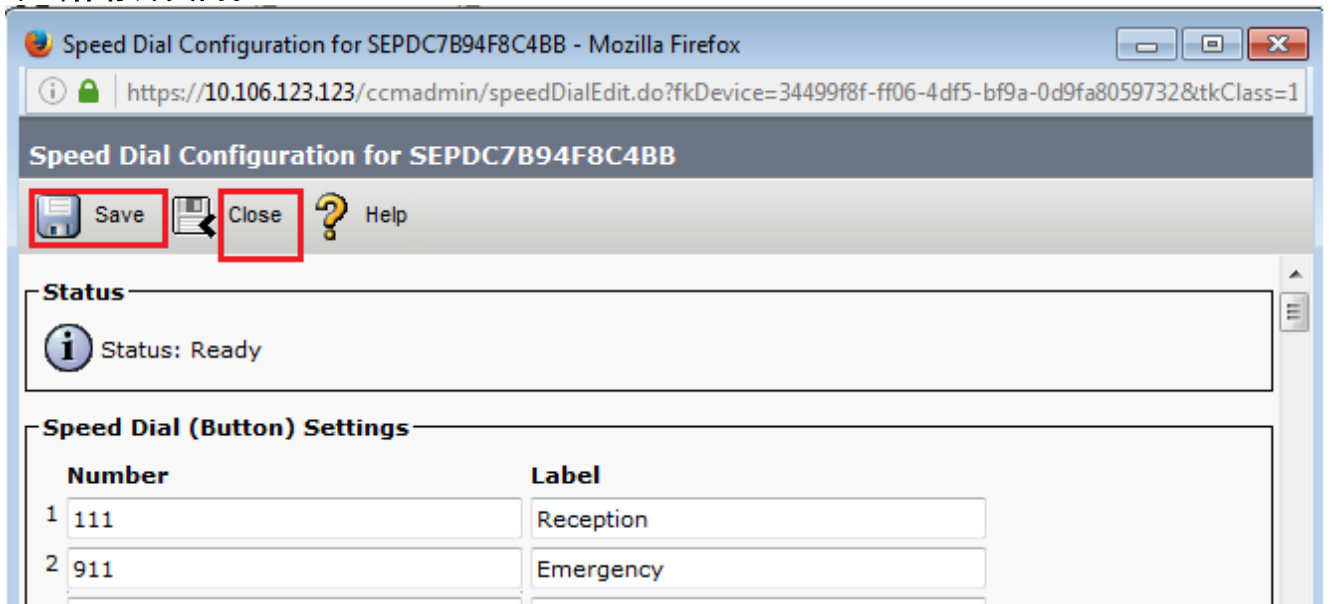 Speed Dial Configuration for SEPDC7B94F8C4BB - Mozilla Firefox
https://10.106.123.123/ccmadmin/speedDialEdit.do?fkDevice=34499f8f-ff06-4df5-bf9a-0d9fa8059732&tkClass=1
Speed Dial Configuration for SEPDC7B94F8C4BB
Save Close Help
Status
Status: Ready
Speed Dial (Button) Settings
Number Label
1 111 Reception
2 911 Emergency